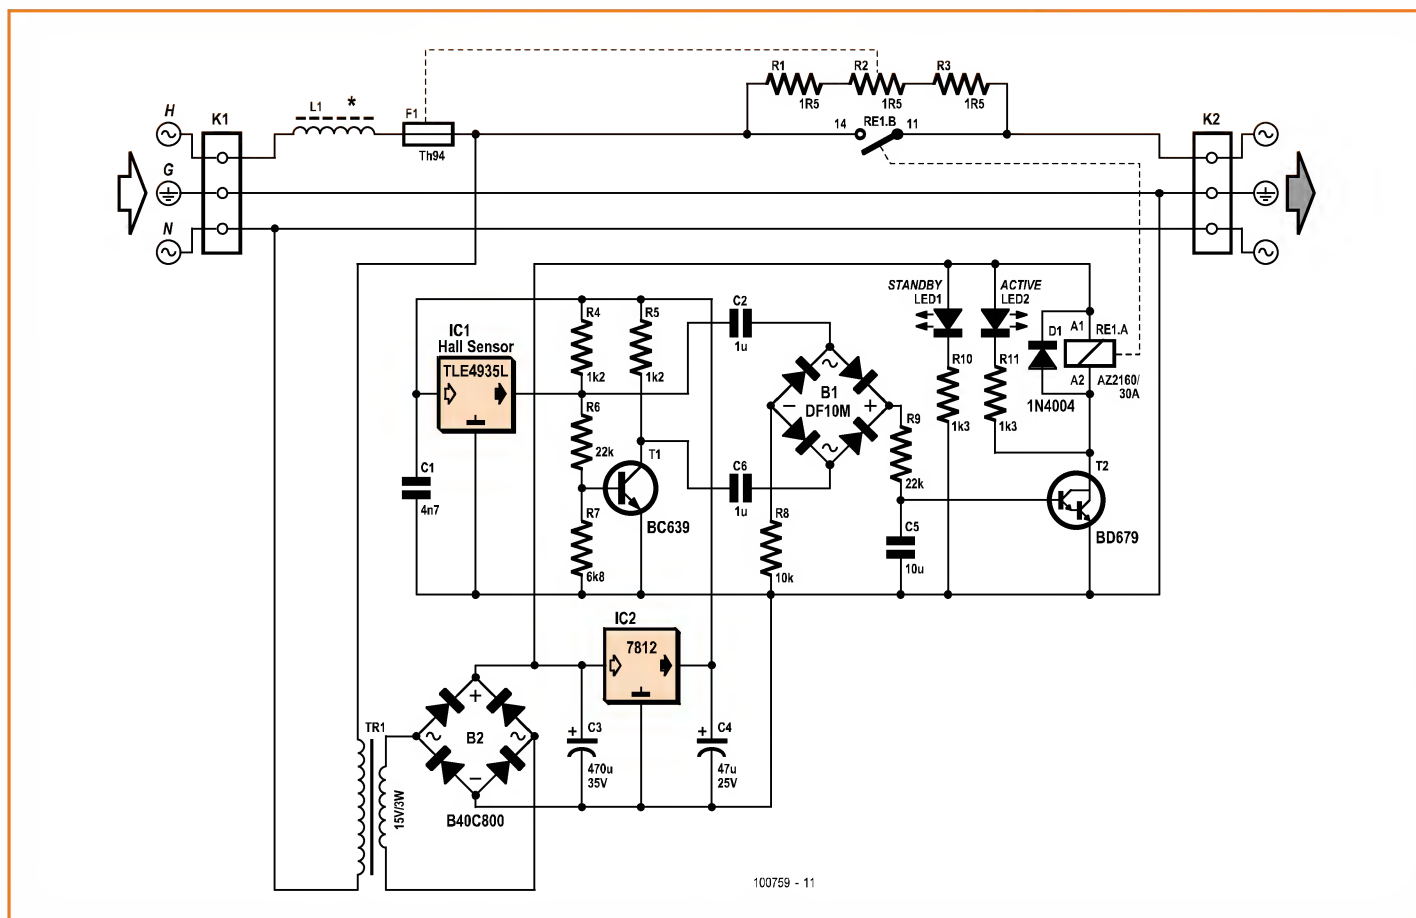 H
K1
L1
*
F1
Th94
R1
1R5
R2
1R5
R3
1R5
RE1.B
14
11
K2
G
N
IC1
Hall Sensor
TLE4935L
R4
1k2
R5
1k2
C2
1u
STANDBY
LED1
ACTIVE
LED2
D1
1N4004
A1
RE1.A
A2
AZ2160/
30A
B1
DF10M
−
+
R10
1k3
R11
1k3
R6
22k
R9
22k
C1
4n7
T1
BC639
C6
1u
R7
6k8
R8
10k
C5
10u
T2
BD679
IC2
7812
TR1
15V/3W
+
B2
−
B40C800
+
C3
470u
35V
+
C4
47u
25V
100759 - 11